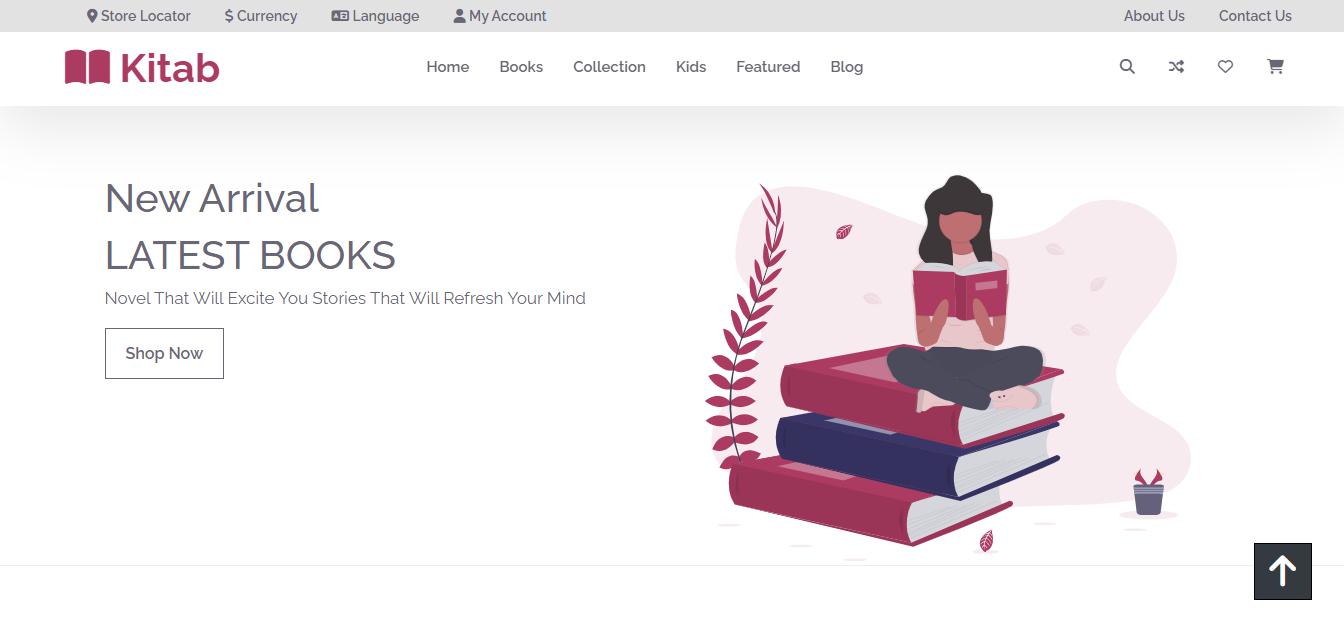 Store Locator $ Currency Language My Account About Us Contact Us
Kitab Home Books Collection Kids Featured Blog
New Arrival
LATEST BOOKS
Novel That Will Excite You Stories That Will Refresh Your Mind
Shop Now